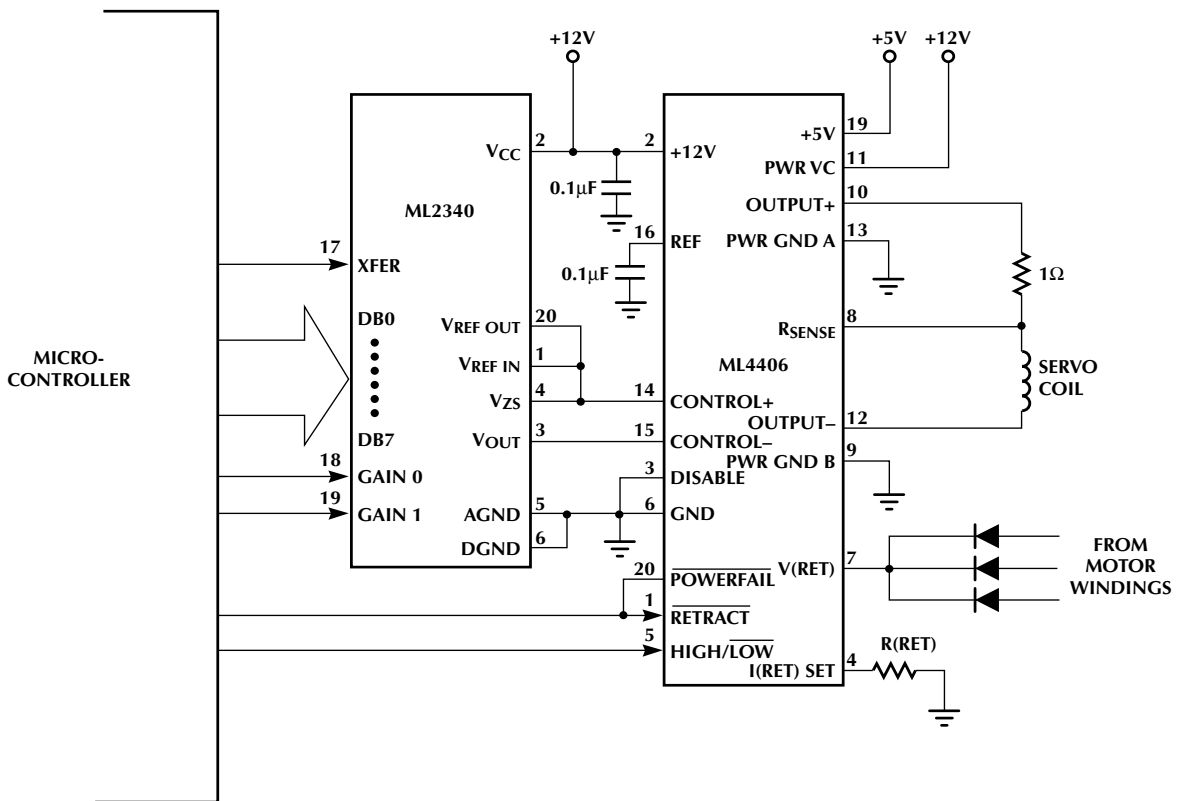 +12V
+5V
+12V
MICRO-
CONTROLLER
ML2340
VCC
2
XFER
17
DB0
DB7
GAIN 0
18
GAIN 1
19
VREF OUT
20
VREF IN
1
VZS
4
VOUT
3
AGND
5
DGND
6
0.1μF
0.1μF
ML4406
2
+12V
16
REF
14
CONTROL+
15
CONTROL–
3
DISABLE
6
GND
20
POWERFAIL
1
RETRACT
5
HIGH/LOW
+5V
19
PWR VC
11
OUTPUT+
10
PWR GND A
13
RSENSE
8
OUTPUT–
12
PWR GND B
9
V(RET)
7
I(RET) SET
4
1Ω
SERVO
COIL
FROM
MOTOR
WINDINGS
R(RET)